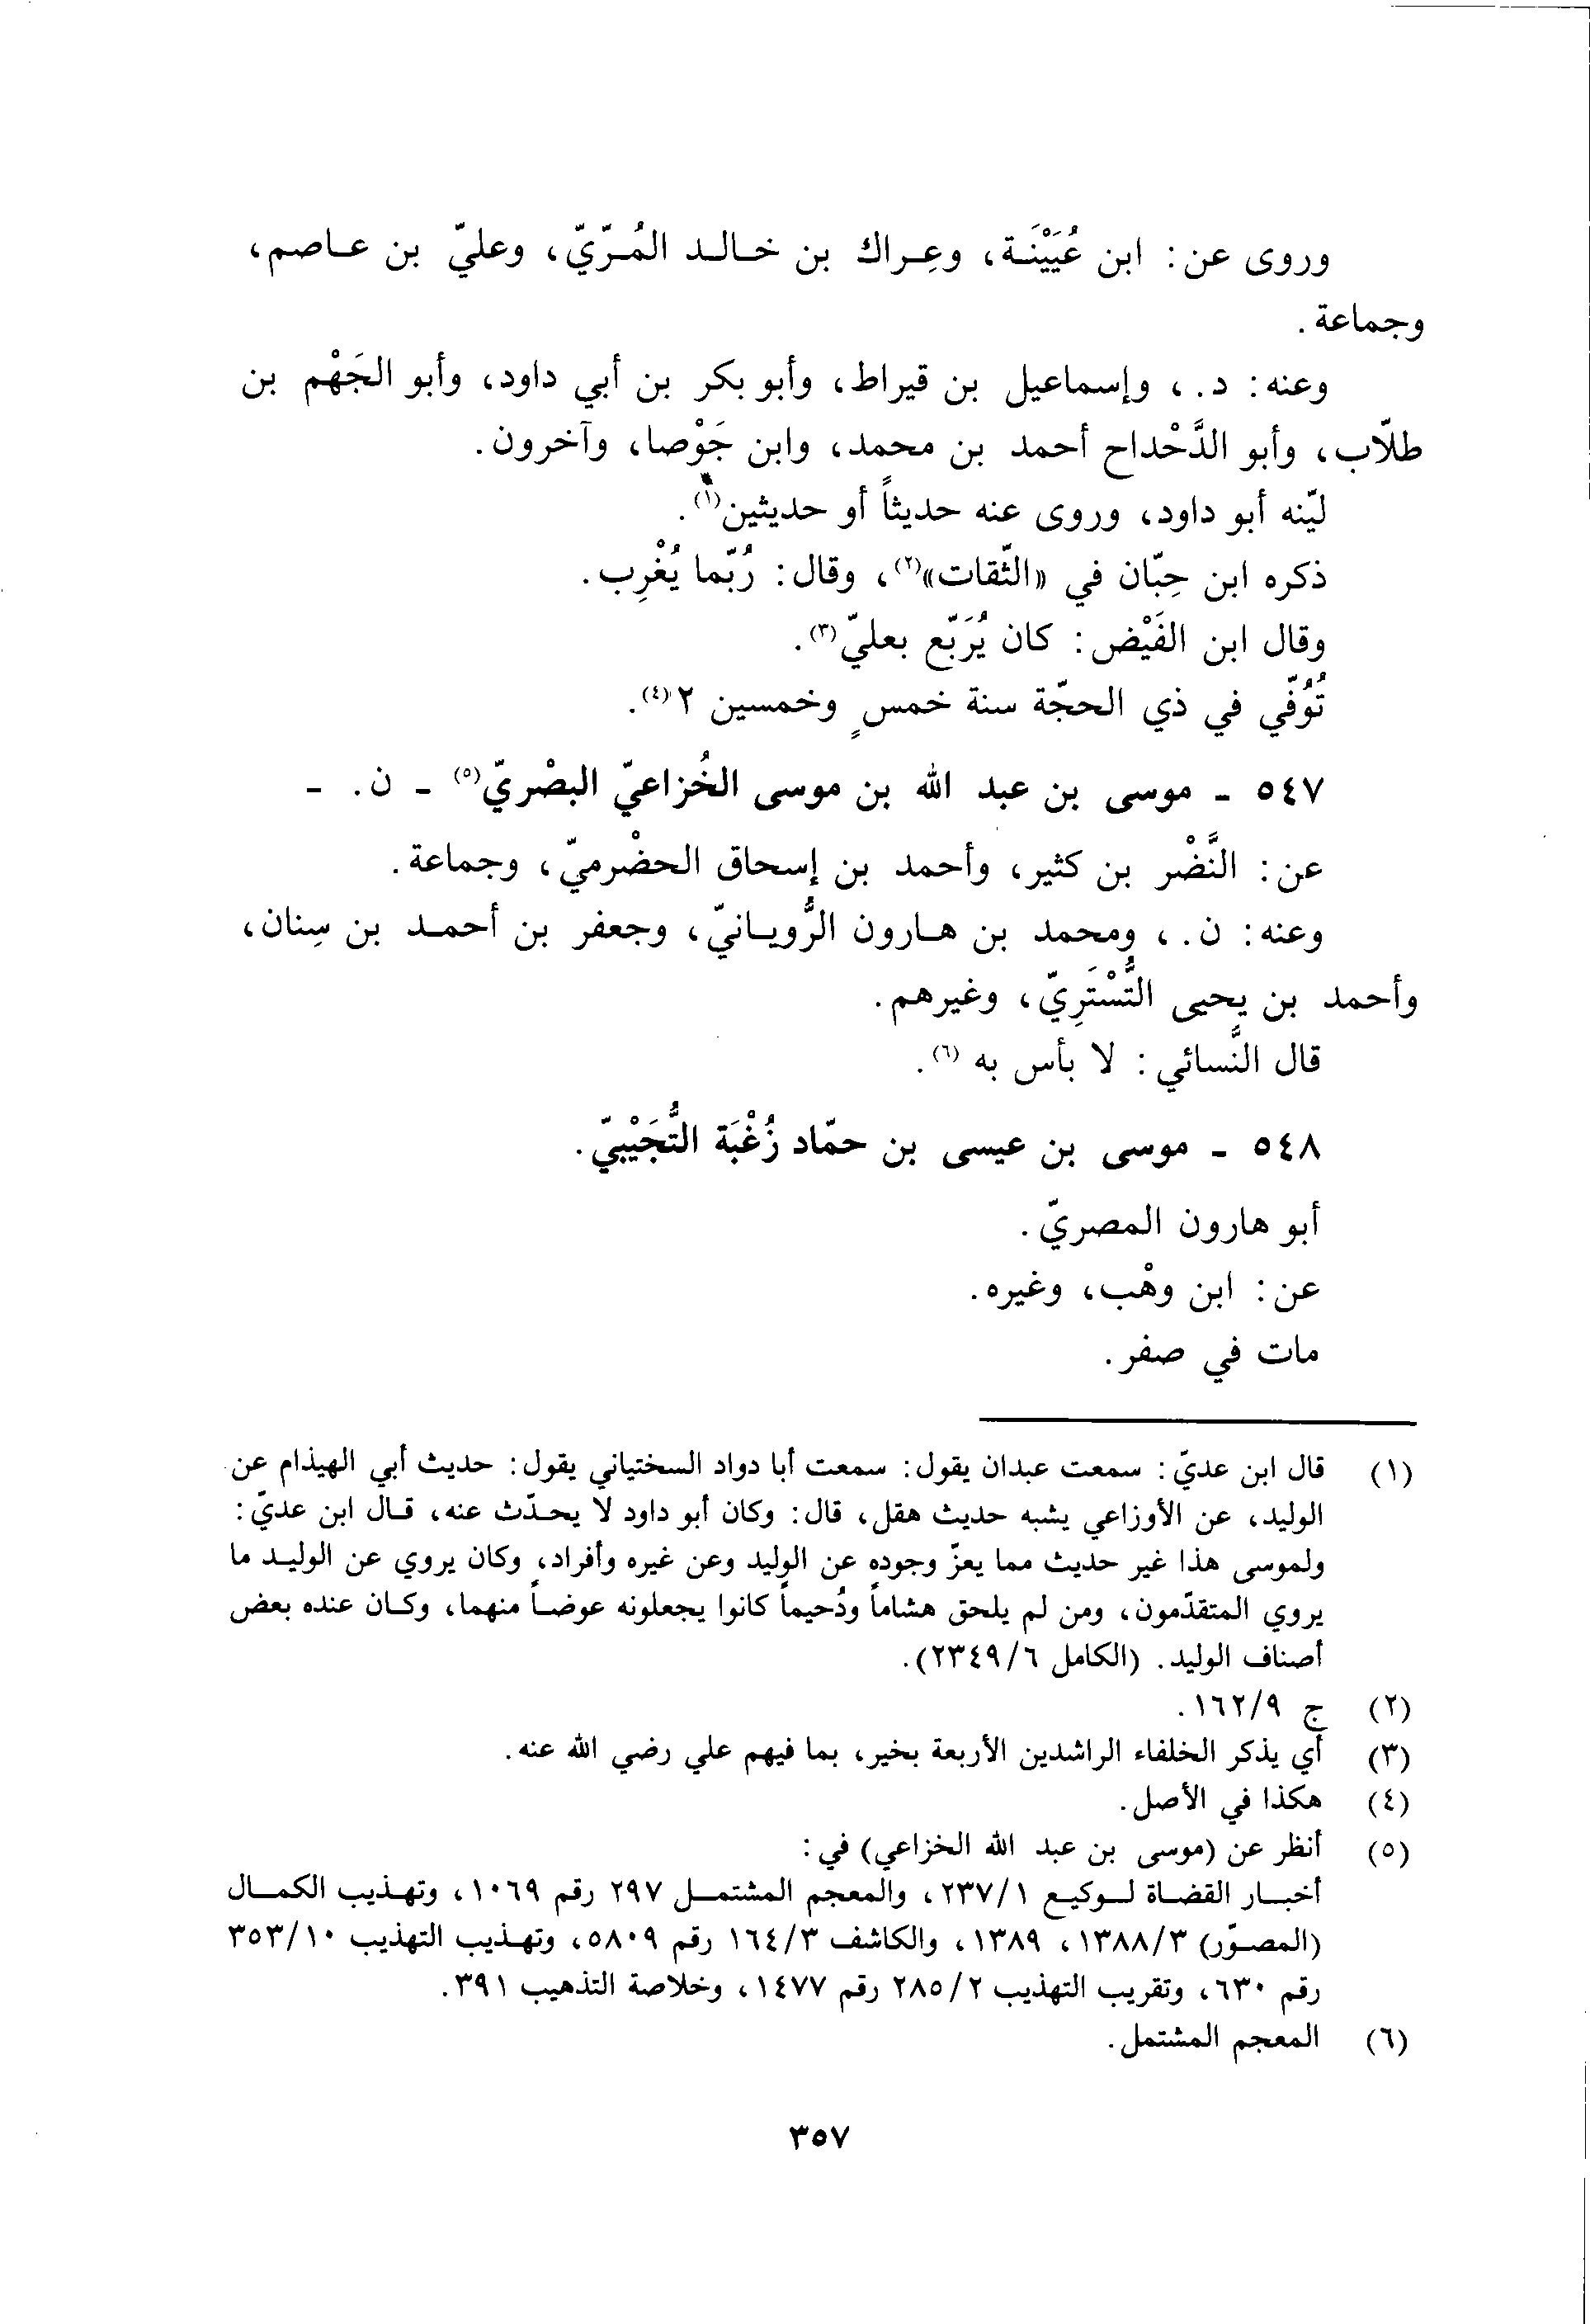 وروى عن: ابن عُيَيْنَة، وعِراك بن خالد المُرّيّ، وعليّ بن عاصم،
وجماعة.
وعنه: د.، وإسماعيل بن قيراط، وأبو بكر بن أبي داود، وأبو الجَهْم بن
طلّاب، وأبو الدَّحْداح أحمد بن محمد، وابن جَوْصا، وآخرون.
ليّنه أبو داود، وروى عنه حديثاً أو حديثين(١).
ذكره ابن حِبّان في «الثّقات»(٢)، وقال: رُبّما يُغْرِب.
وقال ابن الفَيْض: كان يُرَبّع بعليّ(٣).
تُوُفّي في ذي الحجّة سنة خمسٍ وخمسين ٢(٤).
٥٤٧ - موسى بن عبد الله بن موسى الخُزاعيّ البصْريّ(٥) - ن. -
عن: النَّضْر بن كثير، وأحمد بن إسحاق الحضْرميّ، وجماعة.
وعنه: ن.، ومحمد بن هارون الرُّويانيّ، وجعفر بن أحمد بن سِنان،
وأحمد بن يحيى التُّسْتَرِيّ، وغيرهم.
قال النَّسائي: لا بأس به (٦).
٥٤٨ - موسى بن عيسى بن حمّاد زُغْبَة التُّجَيْبيّ.
أبو هارون المصريّ.
عن: ابن وهْب، وغيره.
مات في صفر.
(١) قال ابن عديّ: سمعت عبدان يقول: سمعت أبا دواد السختياني يقول: حديث أبي الهيذام عن
الوليد، عن الأوزاعي يشبه حديث هقل، قال: وكان أبو داود لا يحدّث عنه، قال ابن عديّ:
ولموسى هذا غير حديث مما يعزّ وجوده عن الوليد وعن غيره وأفراد، وكان يروي عن الوليد ما
يروي المتقدّمون، ومن لم يلحق هشاماً ودُحيماً كانوا يجعلونه عوضاً منهما، وكان عنده بعض
أصناف الوليد. (الكامل ٢٣٤٩/٦).
(٢) ج ١٦٢/٩.
(٣) أي يذكر الخلفاء الراشدين الأربعة بخير، بما فيهم علي رضي الله عنه.
(٤) هكذا في الأصل.
(٥) أنظر عن (موسى بن عبد الله الخزاعي) في:
أخبار القضاة لوكيع ٢٣٧/١، والمعجم المشتمل ٢٩٧ رقم ١٠٦٩، وتهذيب الكمال
(المصوّر) ١٣٨٨/٣، ١٣٨٩، والكاشف ١٦٤/٣ رقم ٥٨٠٩، وتهذيب التهذيب ٣٥٣/١٠
رقم ٦٣٠، وتقريب التهذيب ٢٨٥/٢ رقم ١٤٧٧، وخلاصة التذهيب ٣٩١.
(٦) المعجم المشتمل.
٣٥٧